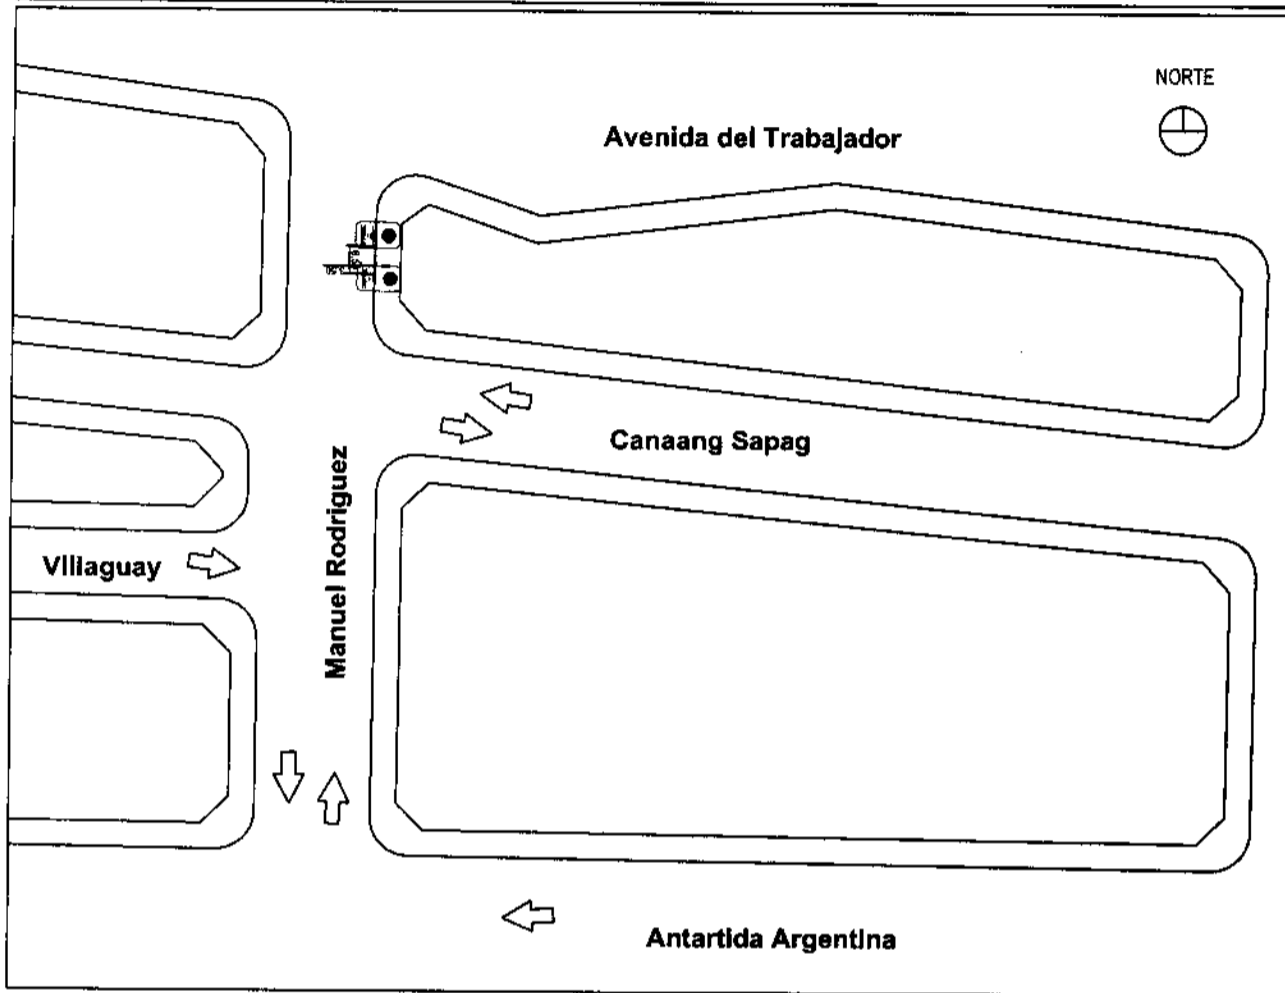 NORTE
Avenida del Trabajador
Canaang Sapag
Manuel Rodriguez
Villaguay
Antartida Argentina